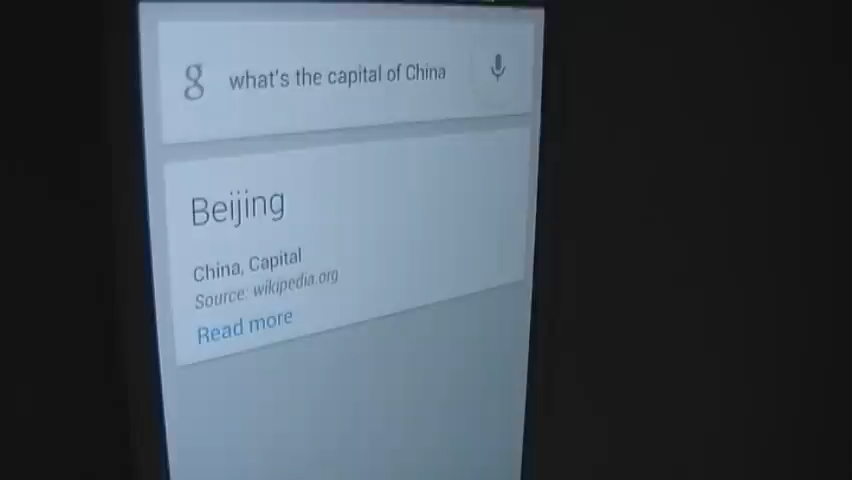 g what's the capital of China
Beijing
China, Capital
Source: wikipedia.org
Read more